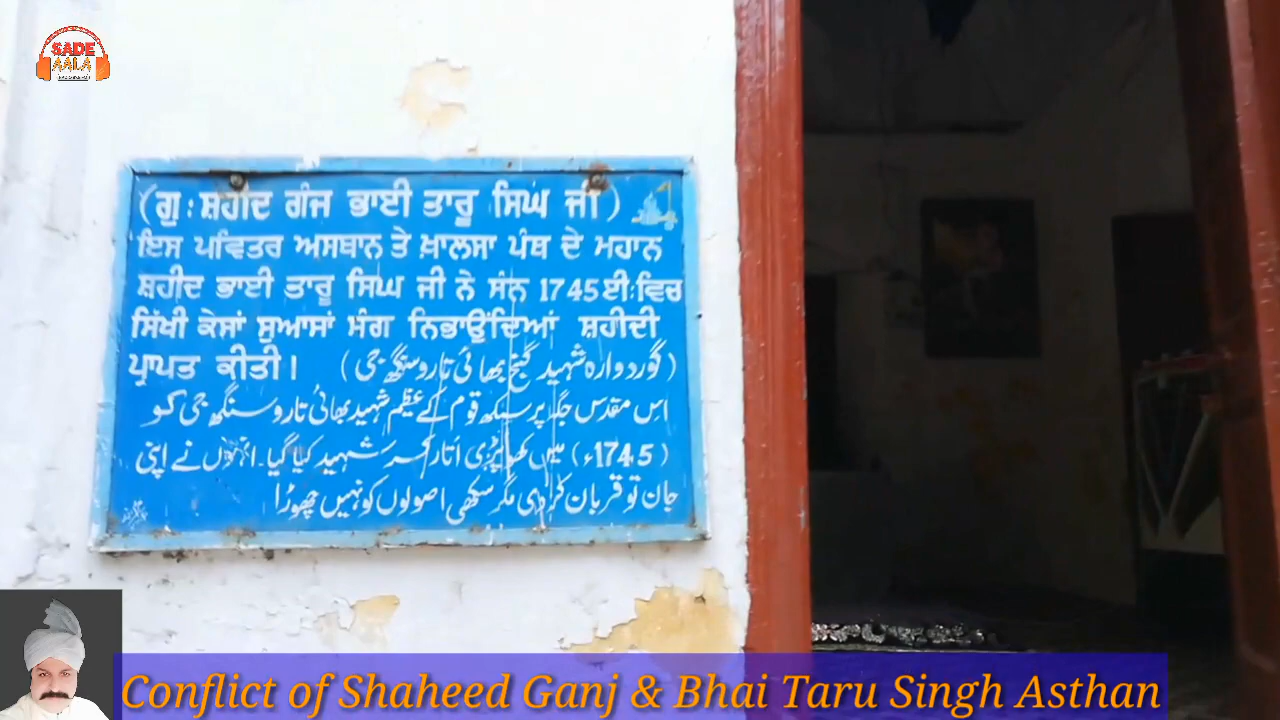 SADE
AALA
(ਗੁ: ਸ਼ਹੀਦ ਗੰਜ ਭਾਈ ਤਾਰੂ ਸਿੰਘ ਜੀ)
ਇਸ ਪਵਿਤਰ ਅਸਥਾਨ ਤੇ ਖ਼ਾਲਸਾ ਪੰਥ ਦੇ ਮਹਾਨ
ਸ਼ਹੀਦ ਭਾਈ ਤਾਰੂ ਸਿੰਘ ਜੀ ਨੇ ਸੰਨ 1745 ਈ: ਵਿਚ
ਸਿੱਖੀ ਕੇਸਾਂ ਸੁਆਸਾਂ ਸੰਗ ਨਿਭਾਉਂਦਿਆਂ ਸ਼ਹੀਦੀ
ਪ੍ਰਾਪਤ ਕੀਤੀ।
(گوردوارہ شہید گنج بھائی تارو سنگھ جی)
اس مقدس جگہ پر سکھ قوم کے عظیم شہید بھائی تارو سنگھ جی کو
(1745ء) میں کھوپڑی اُتار کر شہید کیا گیا۔ انہوں نے اپنی
جان تو قربان کر دی مگر سکھی اصولوں کو نہیں چھوڑا
Conflict of Shaheed Ganj & Bhai Taru Singh Asthan